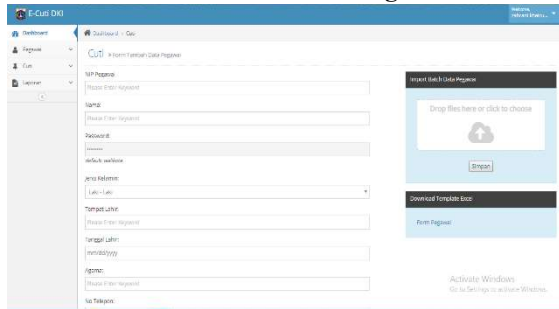 E-Cuti DKI
Welcome,
Dashboard
Pegawai
Cuti
Laporan
Dashboard > Cuti
Cuti » Form Tambah Data Pegawai
NIP Pegawai
Please Enter Keyword
Nama:
Please Enter Keyword
Password:
Jenis Kelamin:
Laki - Laki
Tempat Lahir:
Please Enter Keyword
Tanggal Lahir:
mm/dd/yyyy
Agama:
Please Enter Keyword
No Telepon:
Import Batch Data Pegawai
Drop files here or click to choose
Simpan
Download Template Excel
Form Pegawai
Activate Windows
Go to Settings to activate Windows.